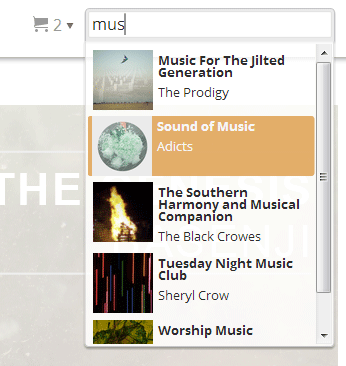 2
mus
Music For The Jilted
Generation
The Prodigy
Sound of Music
Adicts
THE
The Southern
Harmony and Musical
Companion
The Black Crowes
Tuesday Night Music
Club
Sheryl Crow
Worship Music